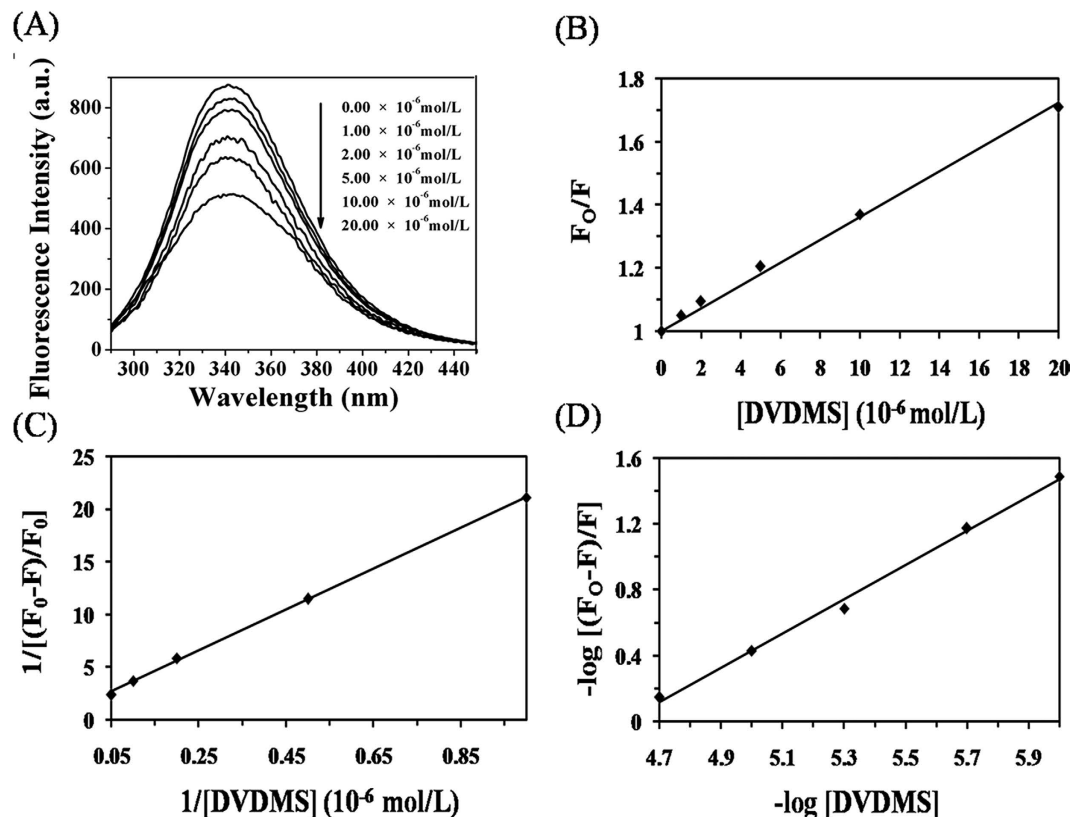 (A)
Fluorescence Intensity (a.u.)
800
600
400
200
0
0.00 × 10⁻⁶mol/L
1.00 × 10⁻⁶mol/L
2.00 × 10⁻⁶mol/L
5.00 × 10⁻⁶mol/L
10.00 × 10⁻⁶mol/L
20.00 × 10⁻⁶mol/L
300 320 340 360 380 400 420 440
Wavelength (nm)
(B)
F_O/F
1.8
1.6
1.4
1.2
1
0 2 4 6 8 10 12 14 16 18 20
[DVDMS] (10⁻⁶ mol/L)
(C)
1/[(F₀-F)/F₀]
25
20
15
10
5
0
0.05 0.25 0.45 0.65 0.85
1/[DVDMS] (10⁻⁶ mol/L)
(D)
-log [(F_O-F)/F]
1.6
1.2
0.8
0.4
0
4.7 4.9 5.1 5.3 5.5 5.7 5.9
-log [DVDMS]